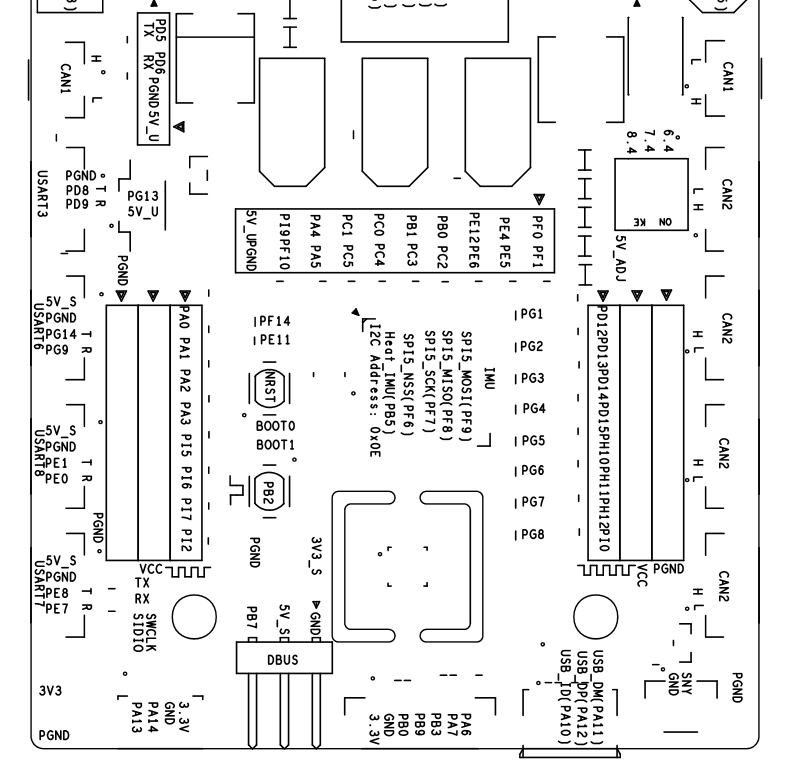 PD5 PD6 PGND 5V_U
TX RX
CAN1
H
L
CAN1
L
H
8.4
7.4
6.4
ON
KE
5V_ADJ
USART3
PGND
PD8
PD9
T R
PG13
5V_U
PGND
CAN2
L H
5V_U PI9 PA4 PC1 PC0 PB1 PB0 PE12 PE4 PF0
PGND PF10 PA5 PC5 PC4 PC3 PC2 PE6 PE5 PF1
USART6
5V_S
PGND
PG14
PG9
T R
PA0 PA1 PA2 PA3 PI5 PI6 PI7 PI2
PF14
PE11
NRST
BOOT0
BOOT1
PB2
IMU
SPI5_MOSI(PF9)
SPI5_MISO(PF8)
SPI5_SCK(PF7)
SPI5_NSS(PF6)
Heat_IMU(PB5)
I2C Address: 0x0E
PG1
PG2
PG3
PG4
PG5
PG6
PG7
PG8
PD12 PD13 PD14 PD15 PH10 PH11 PH12 PI0
CAN2
H L
USART8
5V_S
PGND
PE1
PE0
T R
CAN2
H L
PGND
USART7
5V_S
PGND
PE8
PE7
T R
VCC
TX
RX
SWCLK
SIDIO
PGND
3V3_S
PB7
5V_S
GND
DBUS
VCC
PGND
CAN2
H L
3V3
PGND
PA13
PA14
GND
3.3V
3.3V
GND
PB0
PB9
PB3
PA7
PA6
USB_ID(PA10)
USB_DP(PA12)
USB_DM(PA11)
GND
SNY
PGND